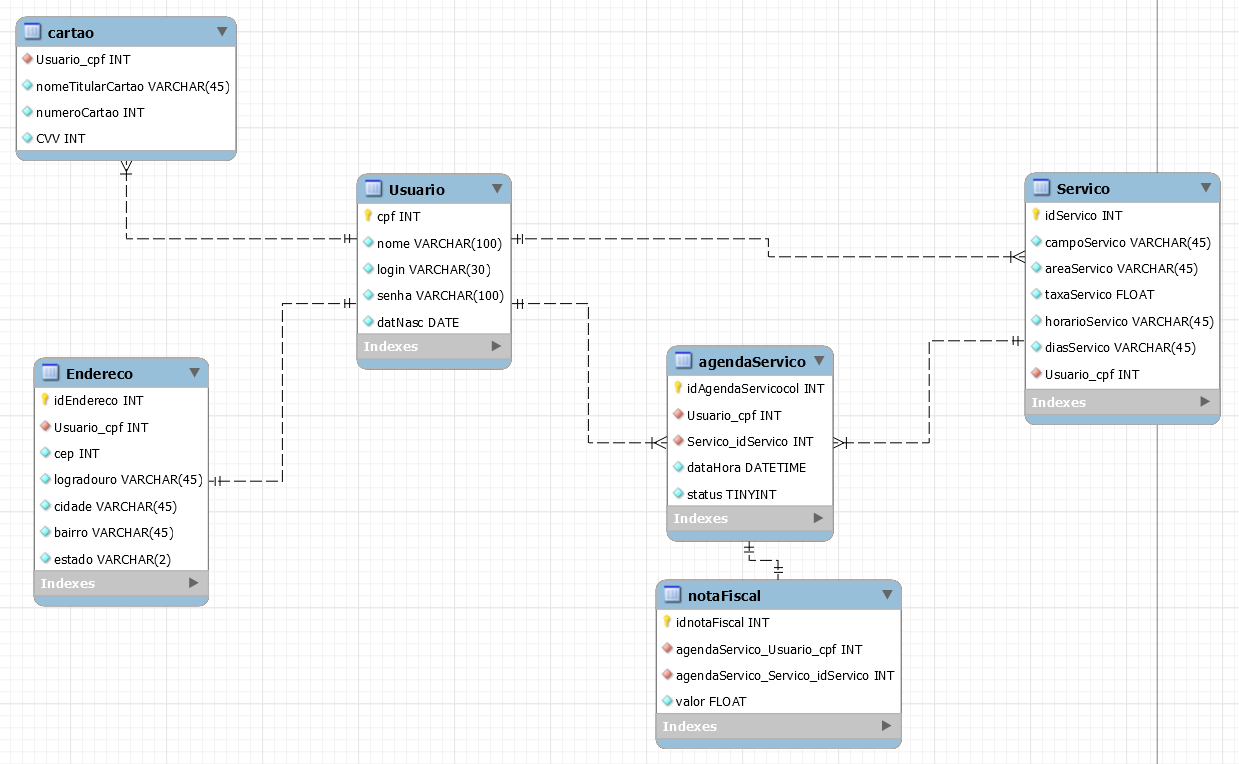 cartao
Usuario_cpf INT
nomeTitularCartao VARCHAR(45)
numeroCartao INT
CVV INT
Usuario
cpf INT
nome VARCHAR(100)
login VARCHAR(30)
senha VARCHAR(100)
datNasc DATE
Indexes
Servico
idServico INT
campoServico VARCHAR(45)
areaServico VARCHAR(45)
taxaServico FLOAT
horarioServico VARCHAR(45)
diasServico VARCHAR(45)
Usuario_cpf INT
Indexes
Endereco
idEndereco INT
Usuario_cpf INT
cep INT
logradouro VARCHAR(45)
cidade VARCHAR(45)
bairro VARCHAR(45)
estado VARCHAR(2)
Indexes
agendaServico
idAgendaServicocol INT
Usuario_cpf INT
Servico_idServico INT
dataHora DATETIME
status TINYINT
Indexes
notaFiscal
idnotaFiscal INT
agendaServico_Usuario_cpf INT
agendaServico_Servico_idServico INT
valor FLOAT
Indexes